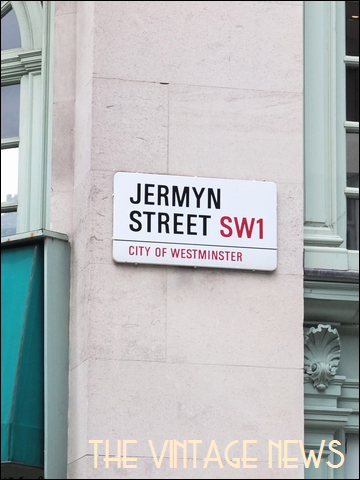 JERMYN
STREET SW1
CITY OF WESTMINSTER
THE VINTAGE NEWS